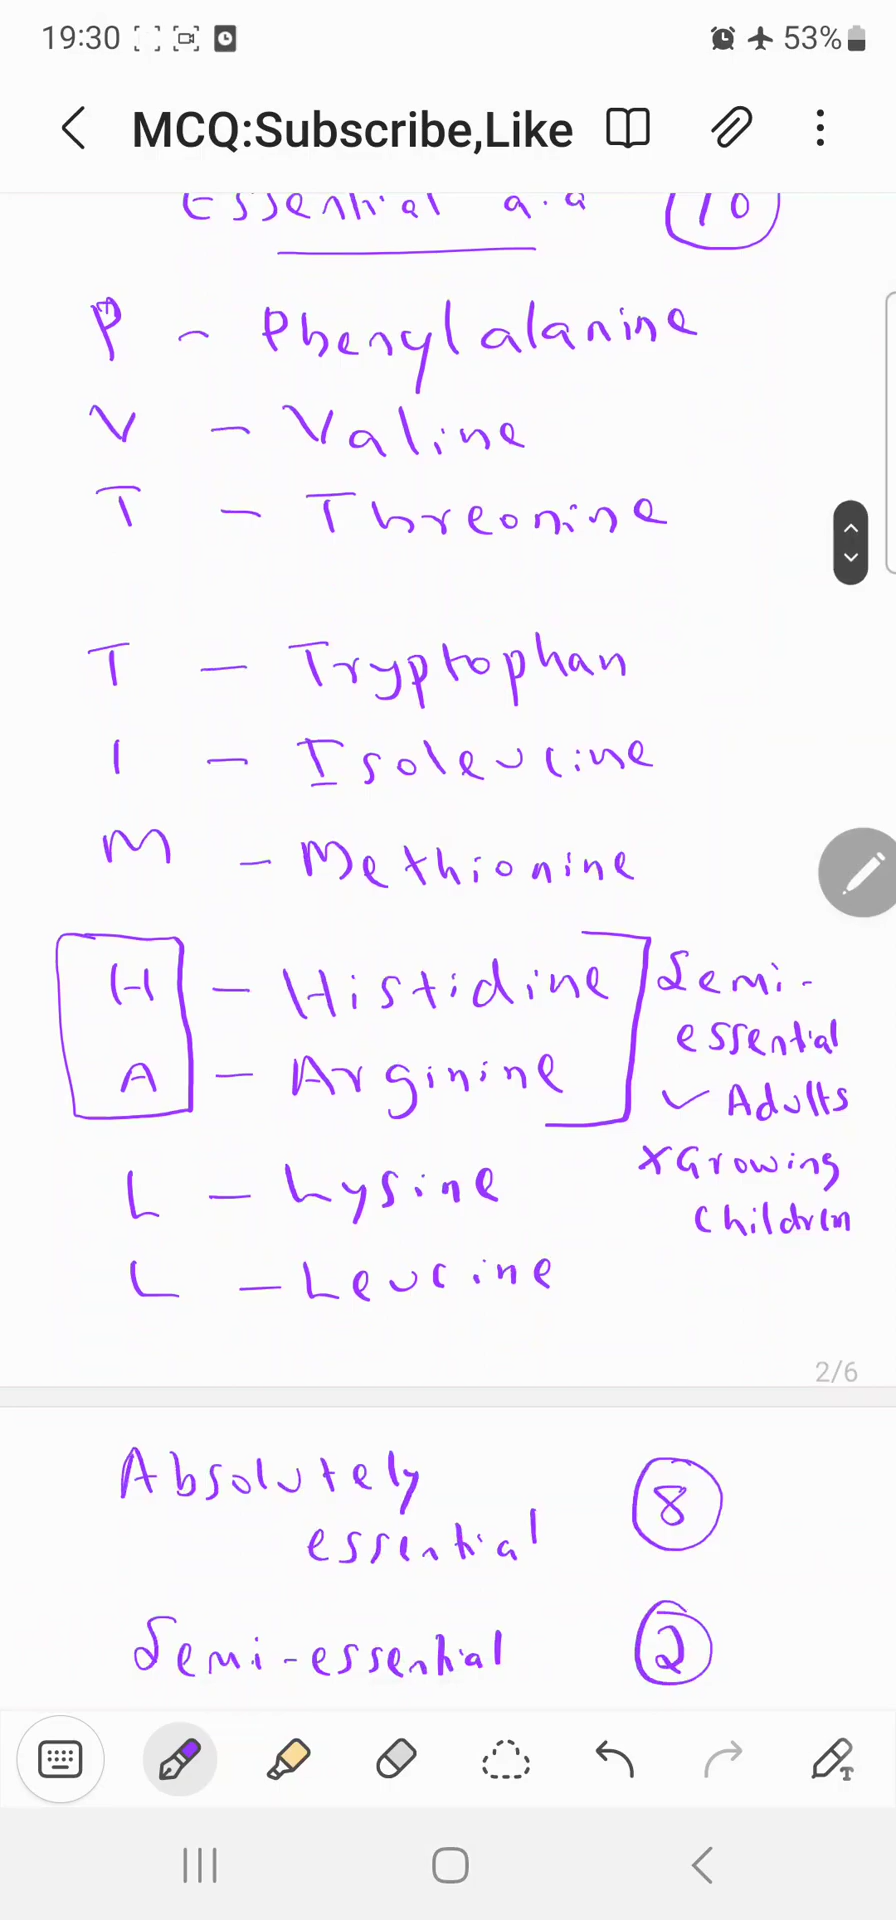 19:30 53%
MCQ:Subscribe,Like
Essential a.a 10
P - Phenylalanine
V - Valine
T - Threonine
T - Tryptophan
I - Isoleucine
M - Methionine
H - Histidine
A - Arginine
Semi-
essential
✓ Adults
x Growing
children
L - Lysine
L - Leucine
2/6
Absolutely
essential 8
Semi-essential 2
T